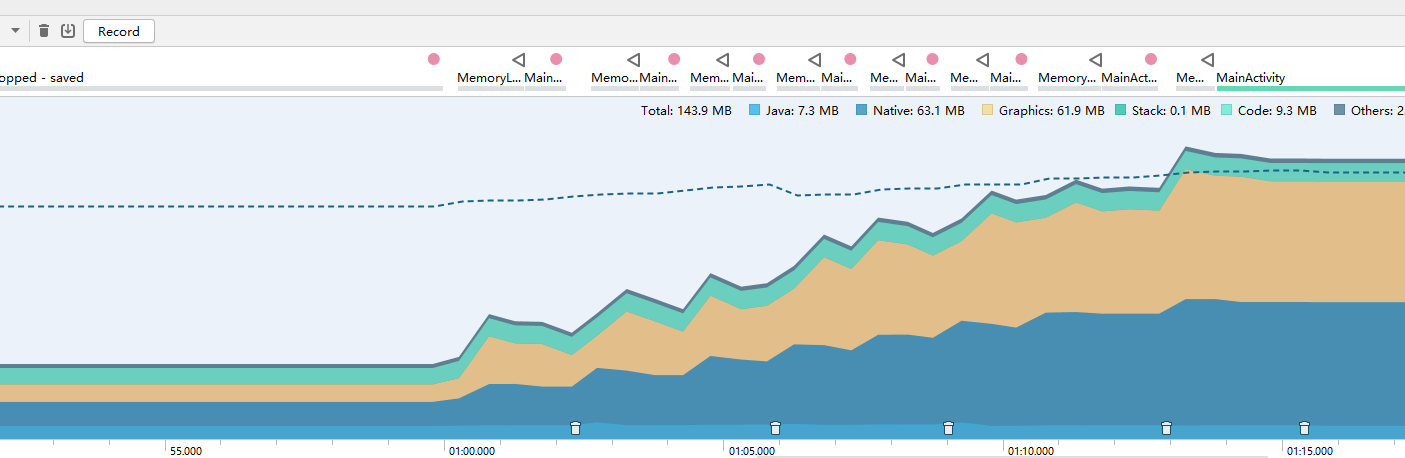 Record
opped - saved
MemoryL... Main... Memo... Main... Mem... Mai... Mem... Mai... Me... Mai... Me... Mai... Memory... MainAct... Me... MainActivity
Total: 143.9 MB Java: 7.3 MB Native: 63.1 MB Graphics: 61.9 MB Stack: 0.1 MB Code: 9.3 MB Others: 2
55.000 01:00.000 01:05.000 01:10.000 01:15.000